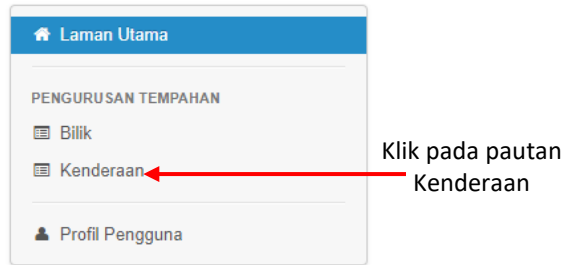 Laman Utama
PENGURUSAN TEMPAHAN
Bilik
Kenderaan
Klik pada pautan
Kenderaan
Profil Pengguna